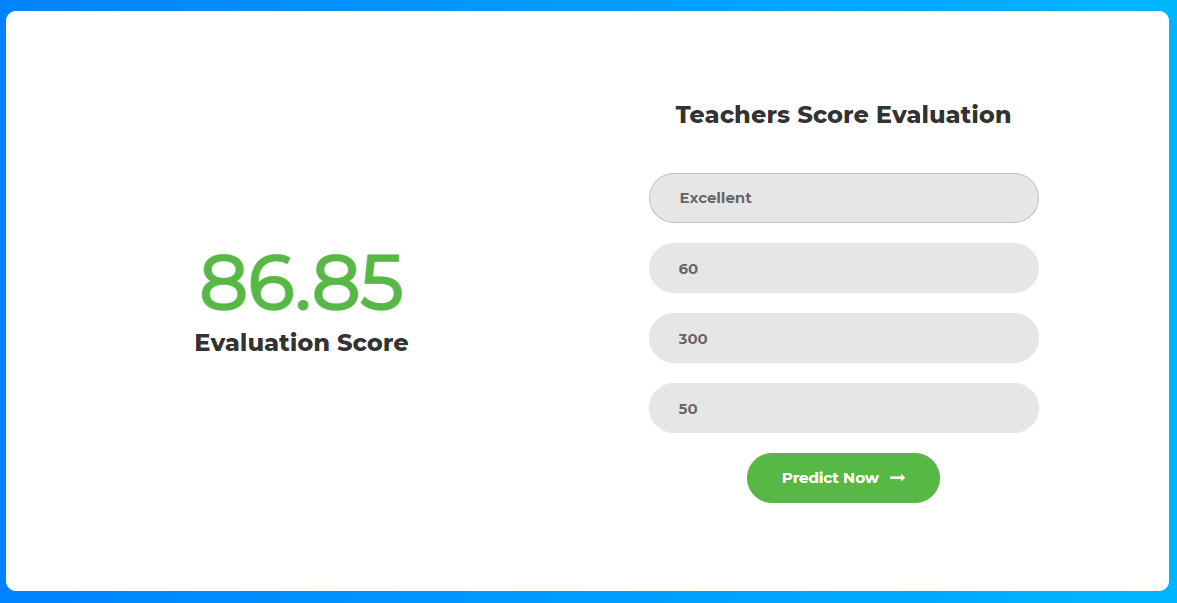 86.85
Evaluation Score
Teachers Score Evaluation
Excellent
60
300
50
Predict Now